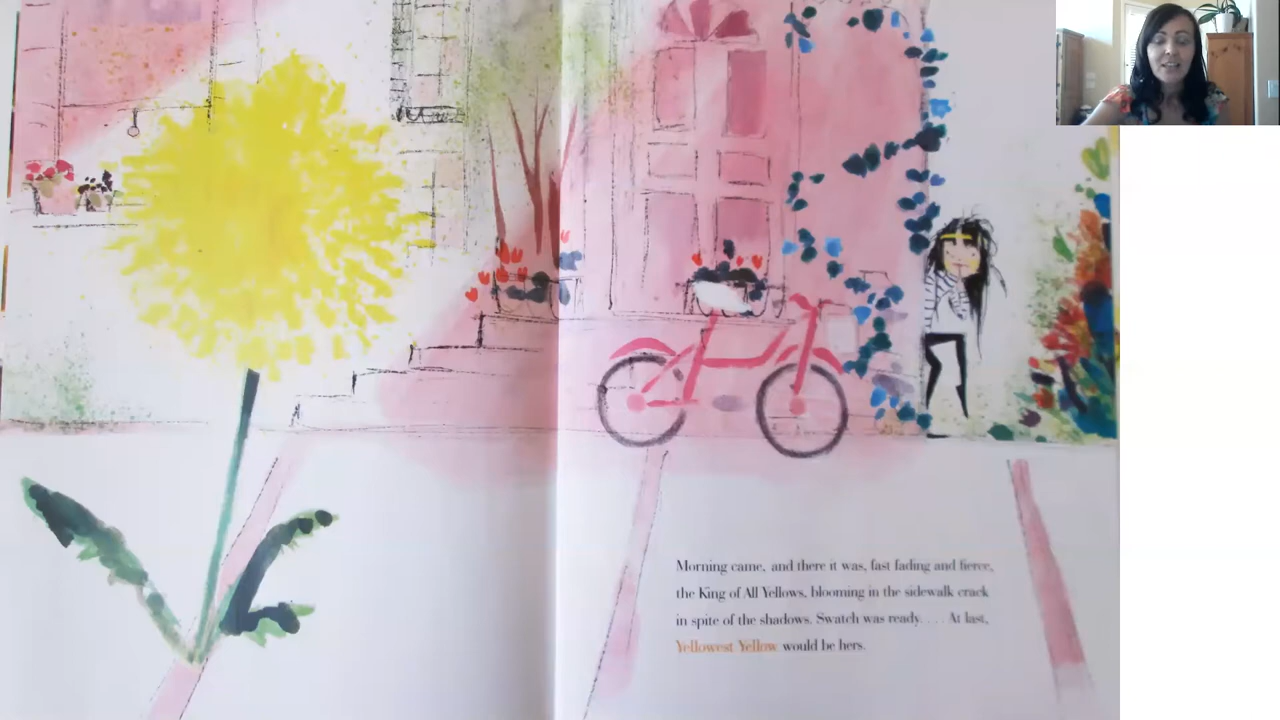 Morning came, and there it was, fast fading and fierce,
the King of All Yellows, blooming in the sidewalk crack
in spite of the shadows. Swatch was ready. . . . At last,
Yellowest Yellow would be hers.